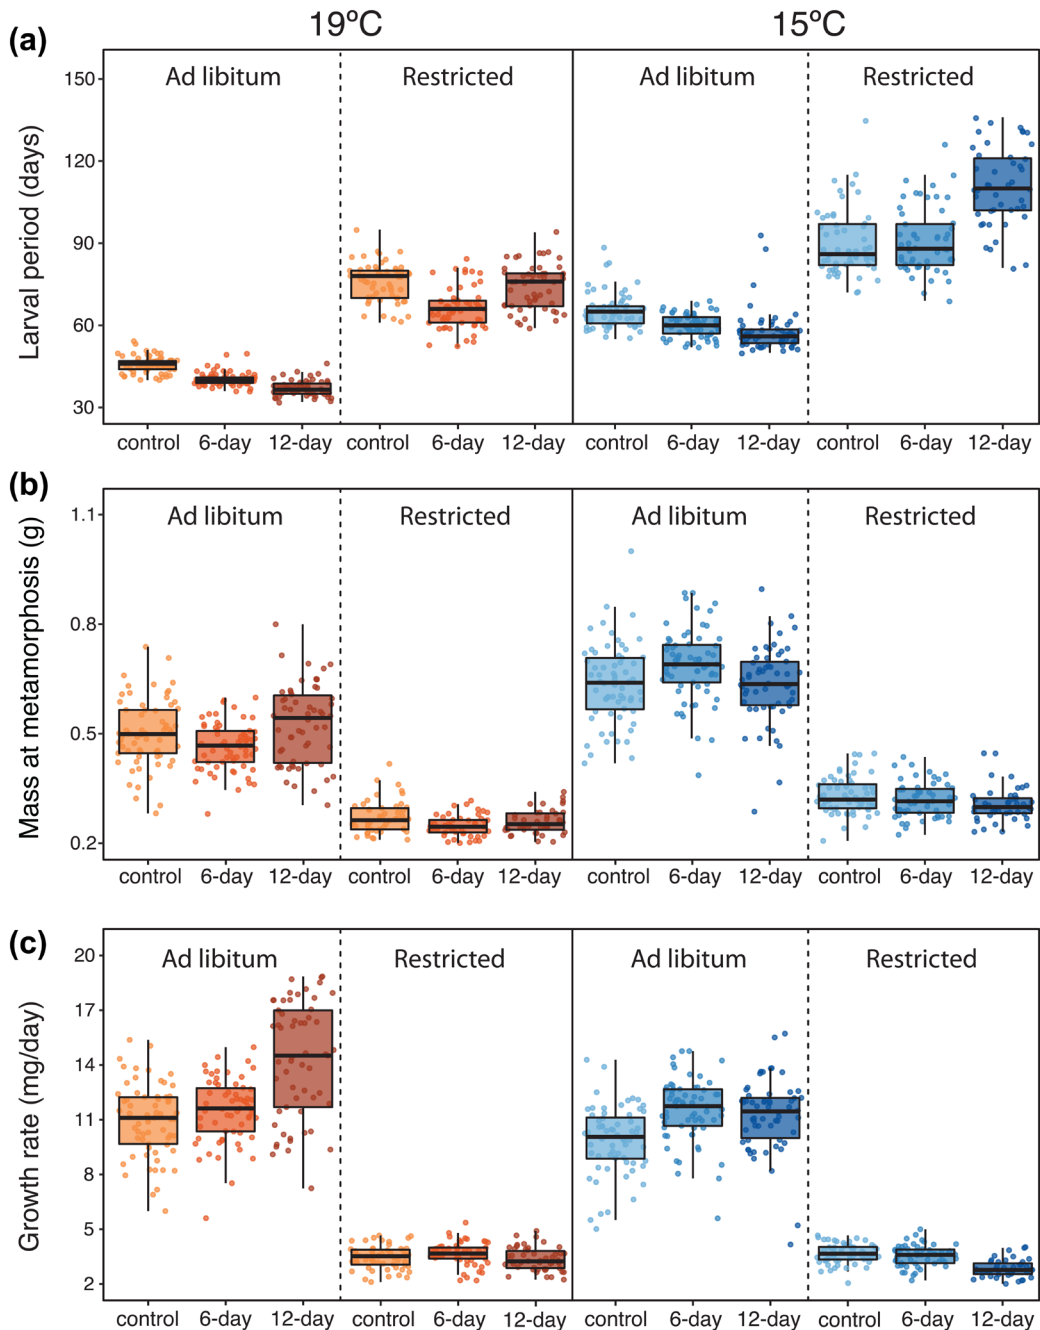 19ºC 15ºC
(a)
Ad libitum Restricted Ad libitum Restricted
Larval period (days)
150
120
90
60
30
control 6-day 12-day control 6-day 12-day control 6-day 12-day control 6-day 12-day
(b)
Ad libitum Restricted Ad libitum Restricted
Mass at metamorphosis (g)
1.1
0.8
0.5
0.2
control 6-day 12-day control 6-day 12-day control 6-day 12-day control 6-day 12-day
(c)
Ad libitum Restricted Ad libitum Restricted
Growth rate (mg/day)
20
17
14
11
8
5
2
control 6-day 12-day control 6-day 12-day control 6-day 12-day control 6-day 12-day